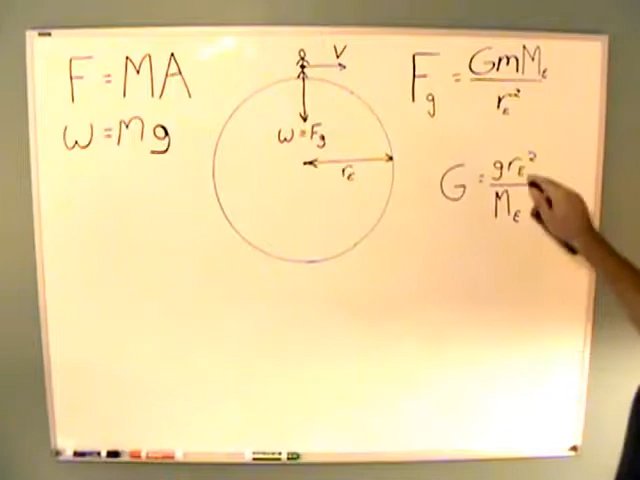 F = MA
W = Mg
V
W = Fg
rE
Fg = GmME / rE²
G = grE² / ME